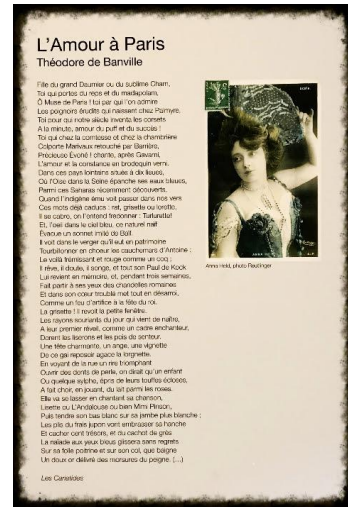 L'Amour à Paris
Théodore de Banville
Fille du grand Daumier ou du sublime Cham,
Toi qui portes du reps et du madapolam,
Ô Muse de Paris ! toi par qui l'on admire
Les peignoirs érudits qui naissent chez Palmyre,
Toi pour qui notre siècle inventa les corsets
A la minute, amour du puff et du succès !
Toi qui chez la comtesse et chez la chambrière
Colporte Marivaux retouché par Barrière,
Précieuse Évohé ! chante, après Gavarni,
L'amour et la constance en brodequin verni.
Dans ces pays lointains situés à dix lieues,
Où l'Oise dans la Seine épanche ses eaux bleues,
Parmi ces Saharas récemment découverts,
Quand l'indigène ému voit passer dans nos vers
Ces mots déjà caducs : rat, grisette ou lorette,
Il se cabre, on l'entend fredonner : Turlurette!
Et, l'oeil dans le ciel bleu, ce naturel naïf
Évoque un sonnet imité de Baïf.
Il voit dans le verger qu'il eut en patrimoine
Tourbillonner en choeur les cauchemars d'Antoine :
Le voilà frémissant et rouge comme un coq ;
Il rêve, il doute, il songe, et tout son Paul de Kock
Lui revient en mémoire, et, pendant trois semaines,
Fait partir à ses yeux des chandelles romaines
Et dans son coeur troublé met tout en désarroi,
Comme un feu d'artifice à la fête du roi.
La grisette ! Il revoit la petite fenêtre.
Les rayons souriants du jour qui vient de naître,
A leur premier réveil, comme un cadre enchanteur,
Dorent les liserons et les pois de senteur.
Une tête charmante, un ange, une vignette
De ce gai reposoir agace la lorgnette.
En voyant de la rue un rire triomphant
Ouvrir des dents de perle, on dirait qu'un enfant
Ou quelque sylphe, épris de leurs touffes écloses,
A fait choir, en jouant, du lait parmi les roses.
Elle va se lasser en chantant sa chanson,
Lisette ou L'Andalouse ou bien Mimi Pinson,
Puis tendre son bas blanc sur sa jambe plus blanche ;
Les plis du frais jupon vont embrasser sa hanche
Et cacher cent trésors, et du cachot de grès
La naïade aux yeux bleus glissera sans regrets
Sur sa folle poitrine et sur son col, que baigne
Un doux or délivré des morsures du peigne. (...)
Les Cariatides
Anna Held, photo Reutlinger